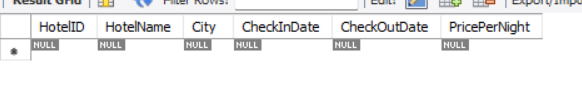 Result Grid Filter Rows: Edit: Export/Impo
HotelID HotelName City CheckInDate CheckOutDate PricePerNight
NULL NULL NULL NULL NULL NULL